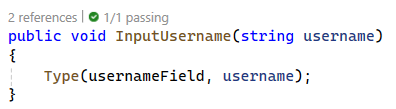 2 references | 1/1 passing
public void InputUsername(string username)
{
    Type(usernameField, username);
}